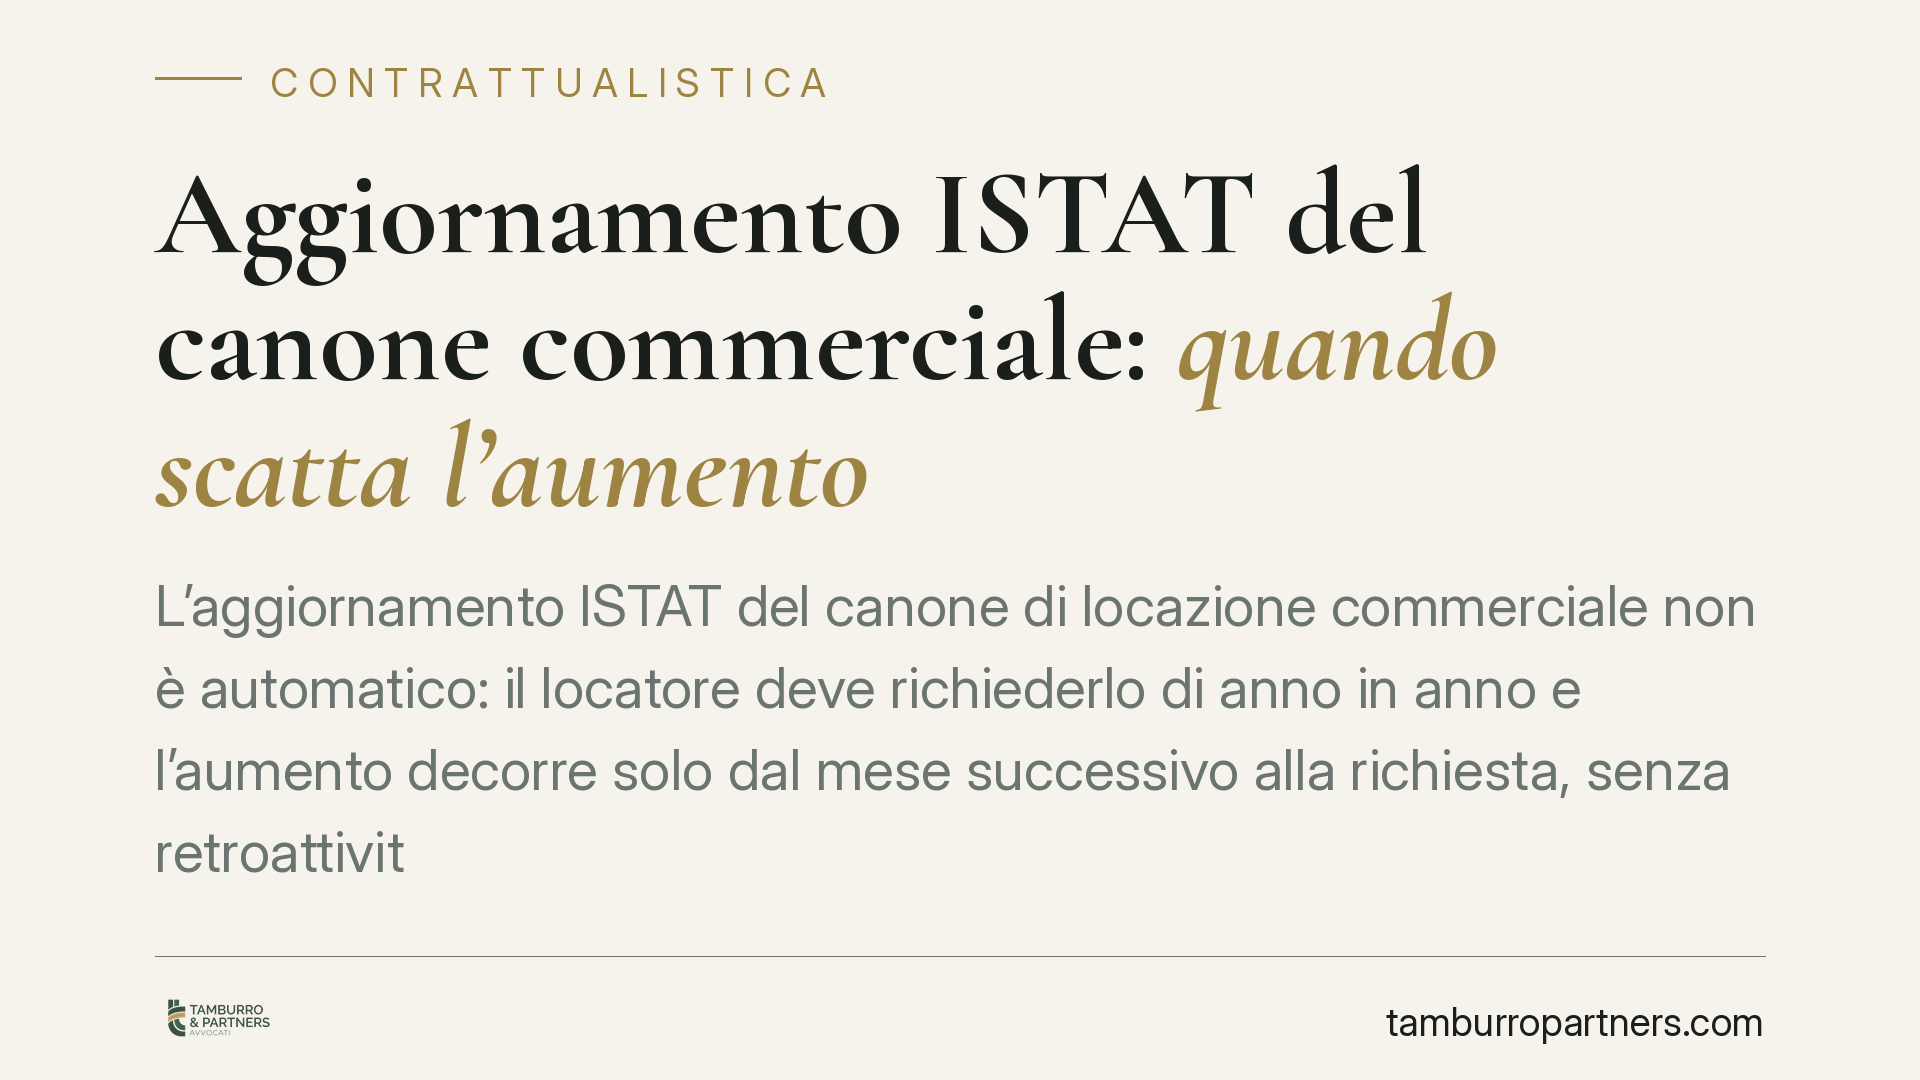 CONTRATTUALISTICA
Aggiornamento ISTAT del
canone commerciale: quando
scatta l’aumento
L’aggiornamento ISTAT del canone di locazione commerciale non
è automatico: il locatore deve richiederlo di anno in anno e
l’aumento decorre solo dal mese successivo alla richiesta, senza
retroattivit
TAMBURRO
& PARTNERS
AVVOCATI
tamburropartners.com